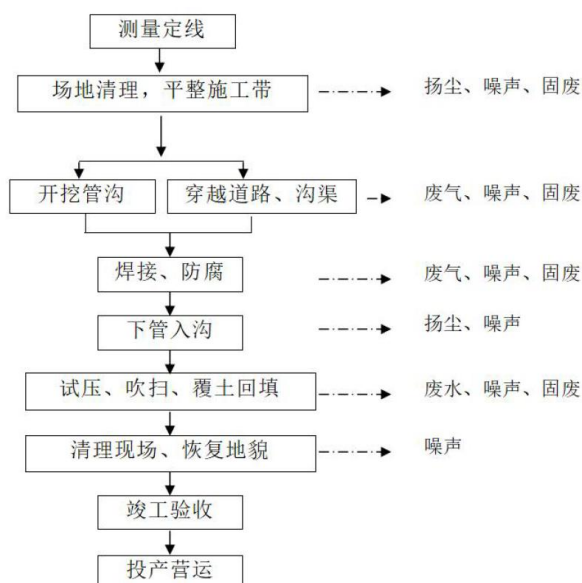 测量定线
场地清理，平整施工带
扬尘、噪声、固废
开挖管沟
穿越道路、沟渠
废气、噪声、固废
焊接、防腐
废气、噪声、固废
下管入沟
扬尘、噪声
试压、吹扫、覆土回填
废水、噪声、固废
清理现场、恢复地貌
噪声
竣工验收
投产营运